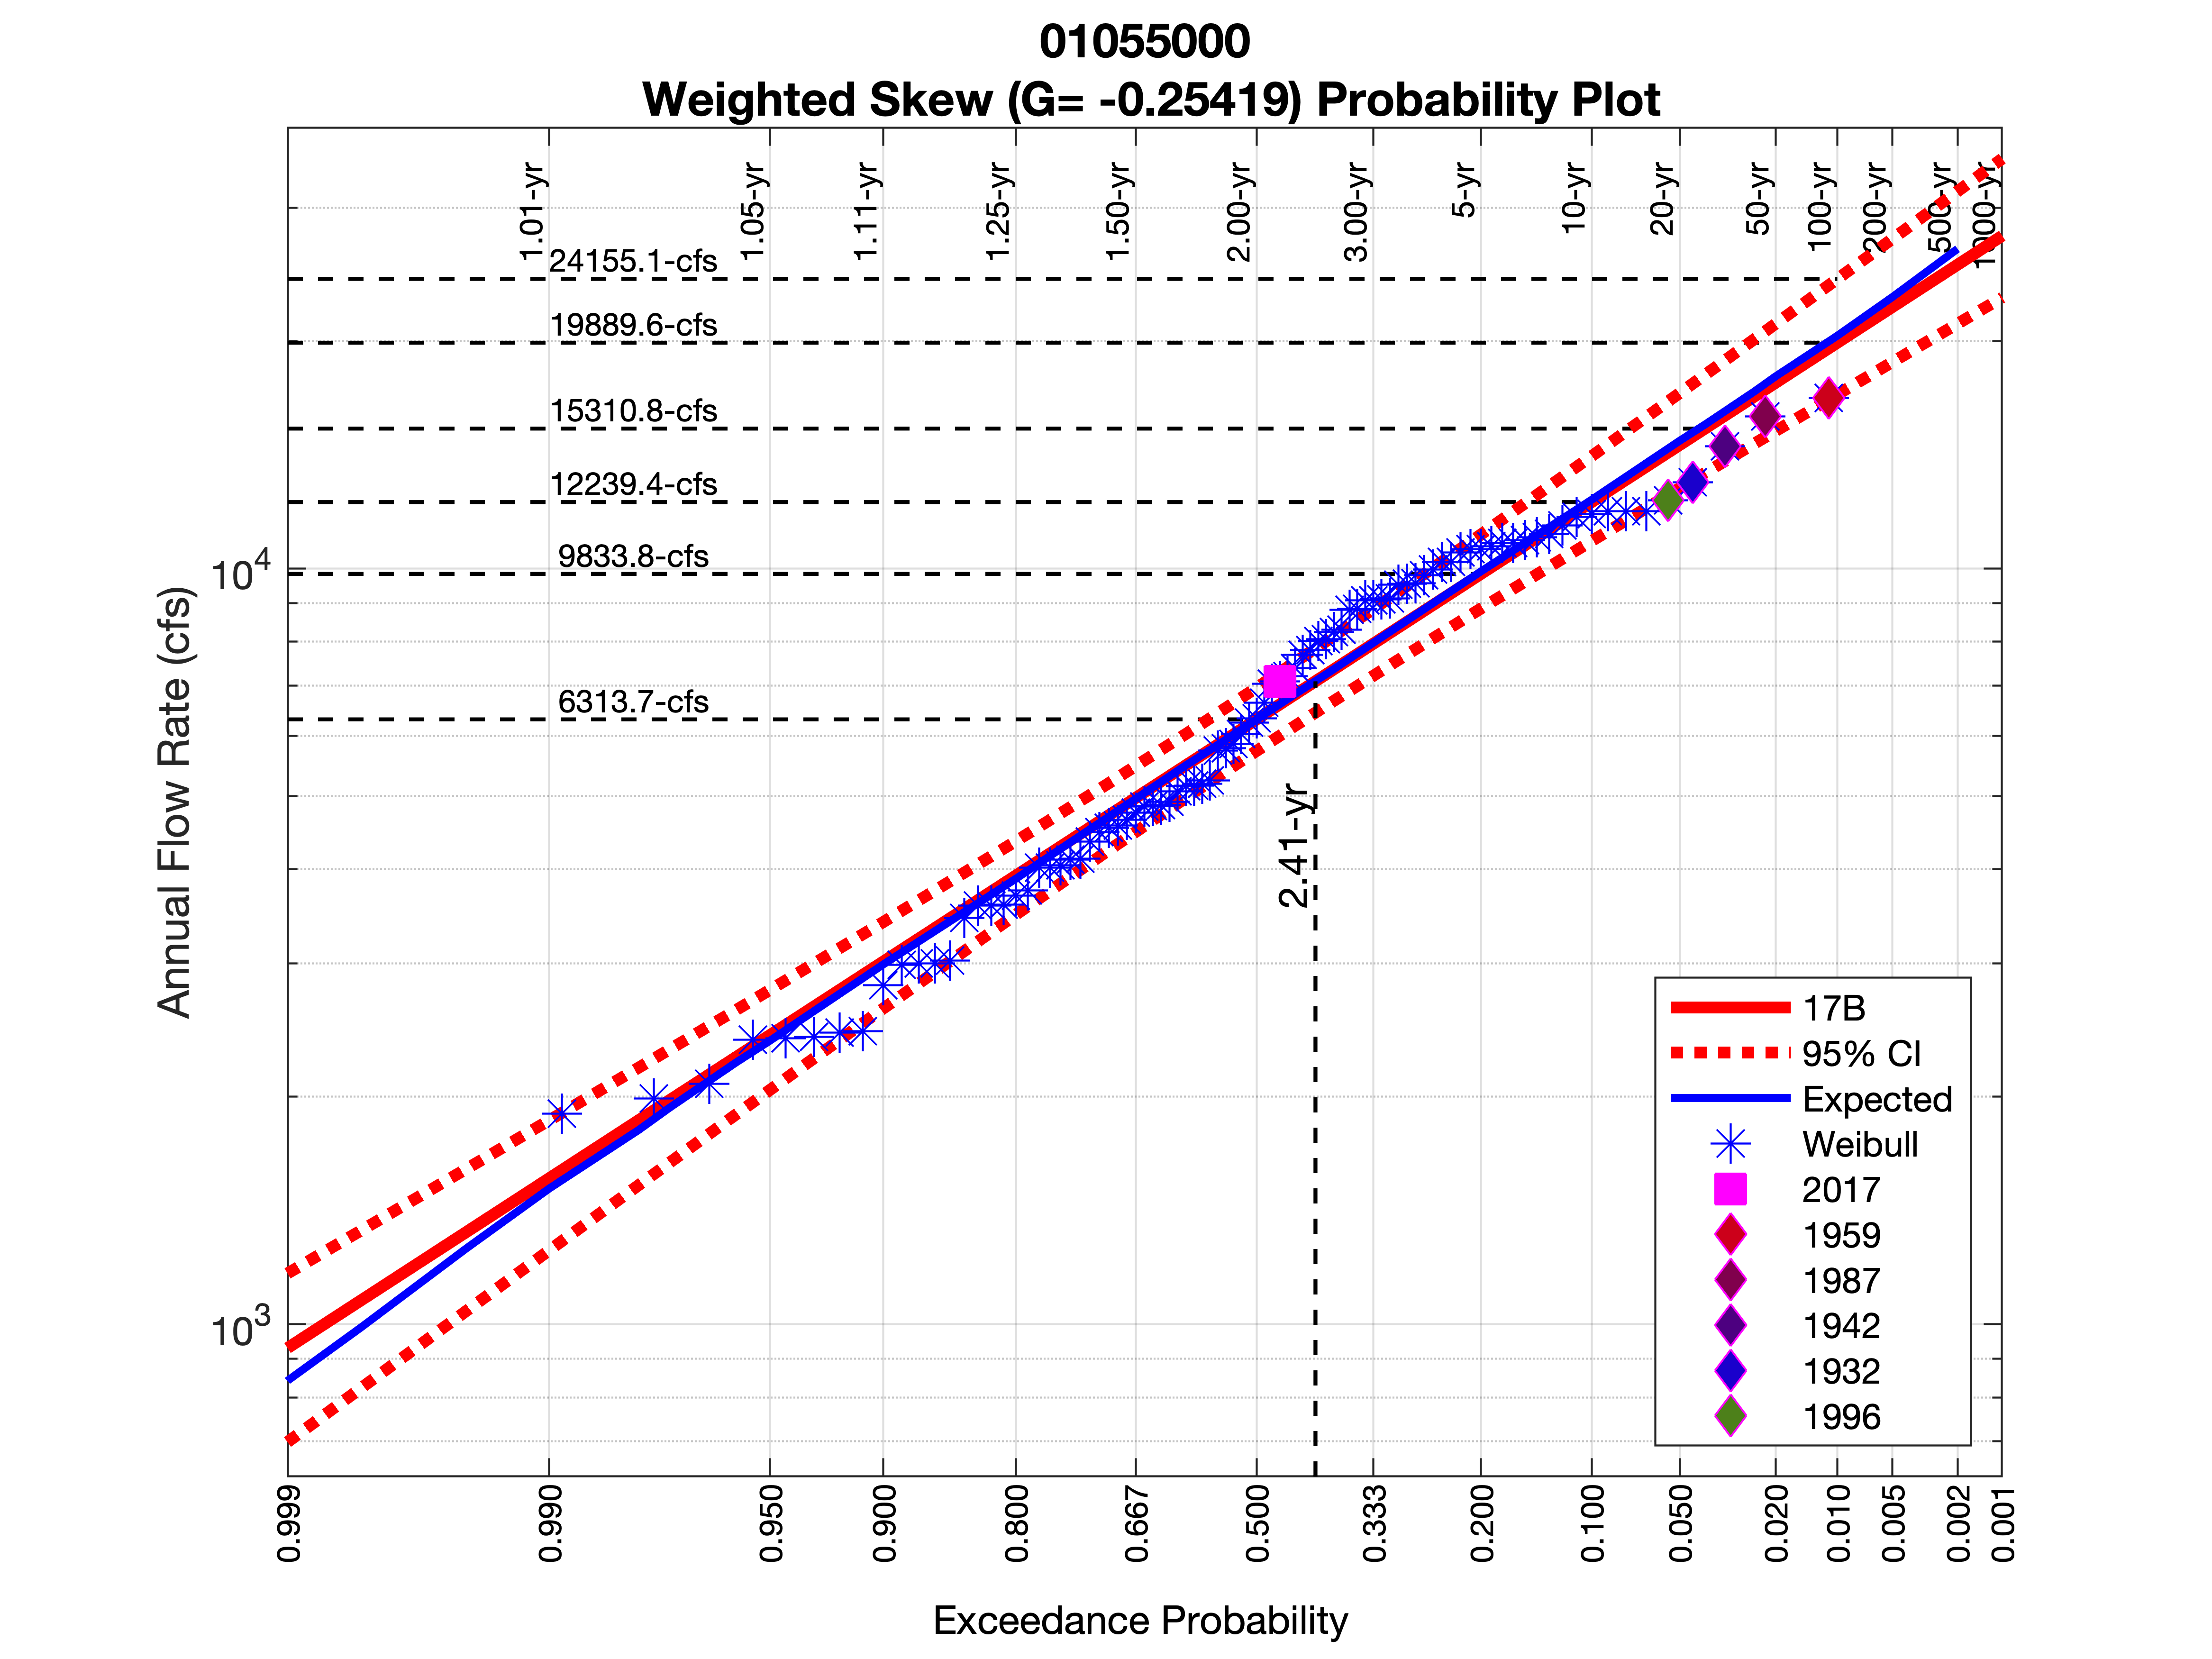 01055000
Weighted Skew (G= -0.25419) Probability Plot
1.01-yr
1.05-yr
1.11-yr
1.25-yr
1.50-yr
2.00-yr
3.00-yr
5-yr
10-yr
20-yr
50-yr
100-yr
200-yr
500-yr
1000-yr
24155.1-cfs
19889.6-cfs
15310.8-cfs
12239.4-cfs
9833.8-cfs
6313.7-cfs
2.41-yr
10^4
10^3
Annual Flow Rate (cfs)
17B
95% CI
Expected
Weibull
2017
1959
1987
1942
1932
1996
0.999
0.990
0.950
0.900
0.800
0.667
0.500
0.333
0.200
0.100
0.050
0.020
0.010
0.005
0.002
0.001
Exceedance Probability